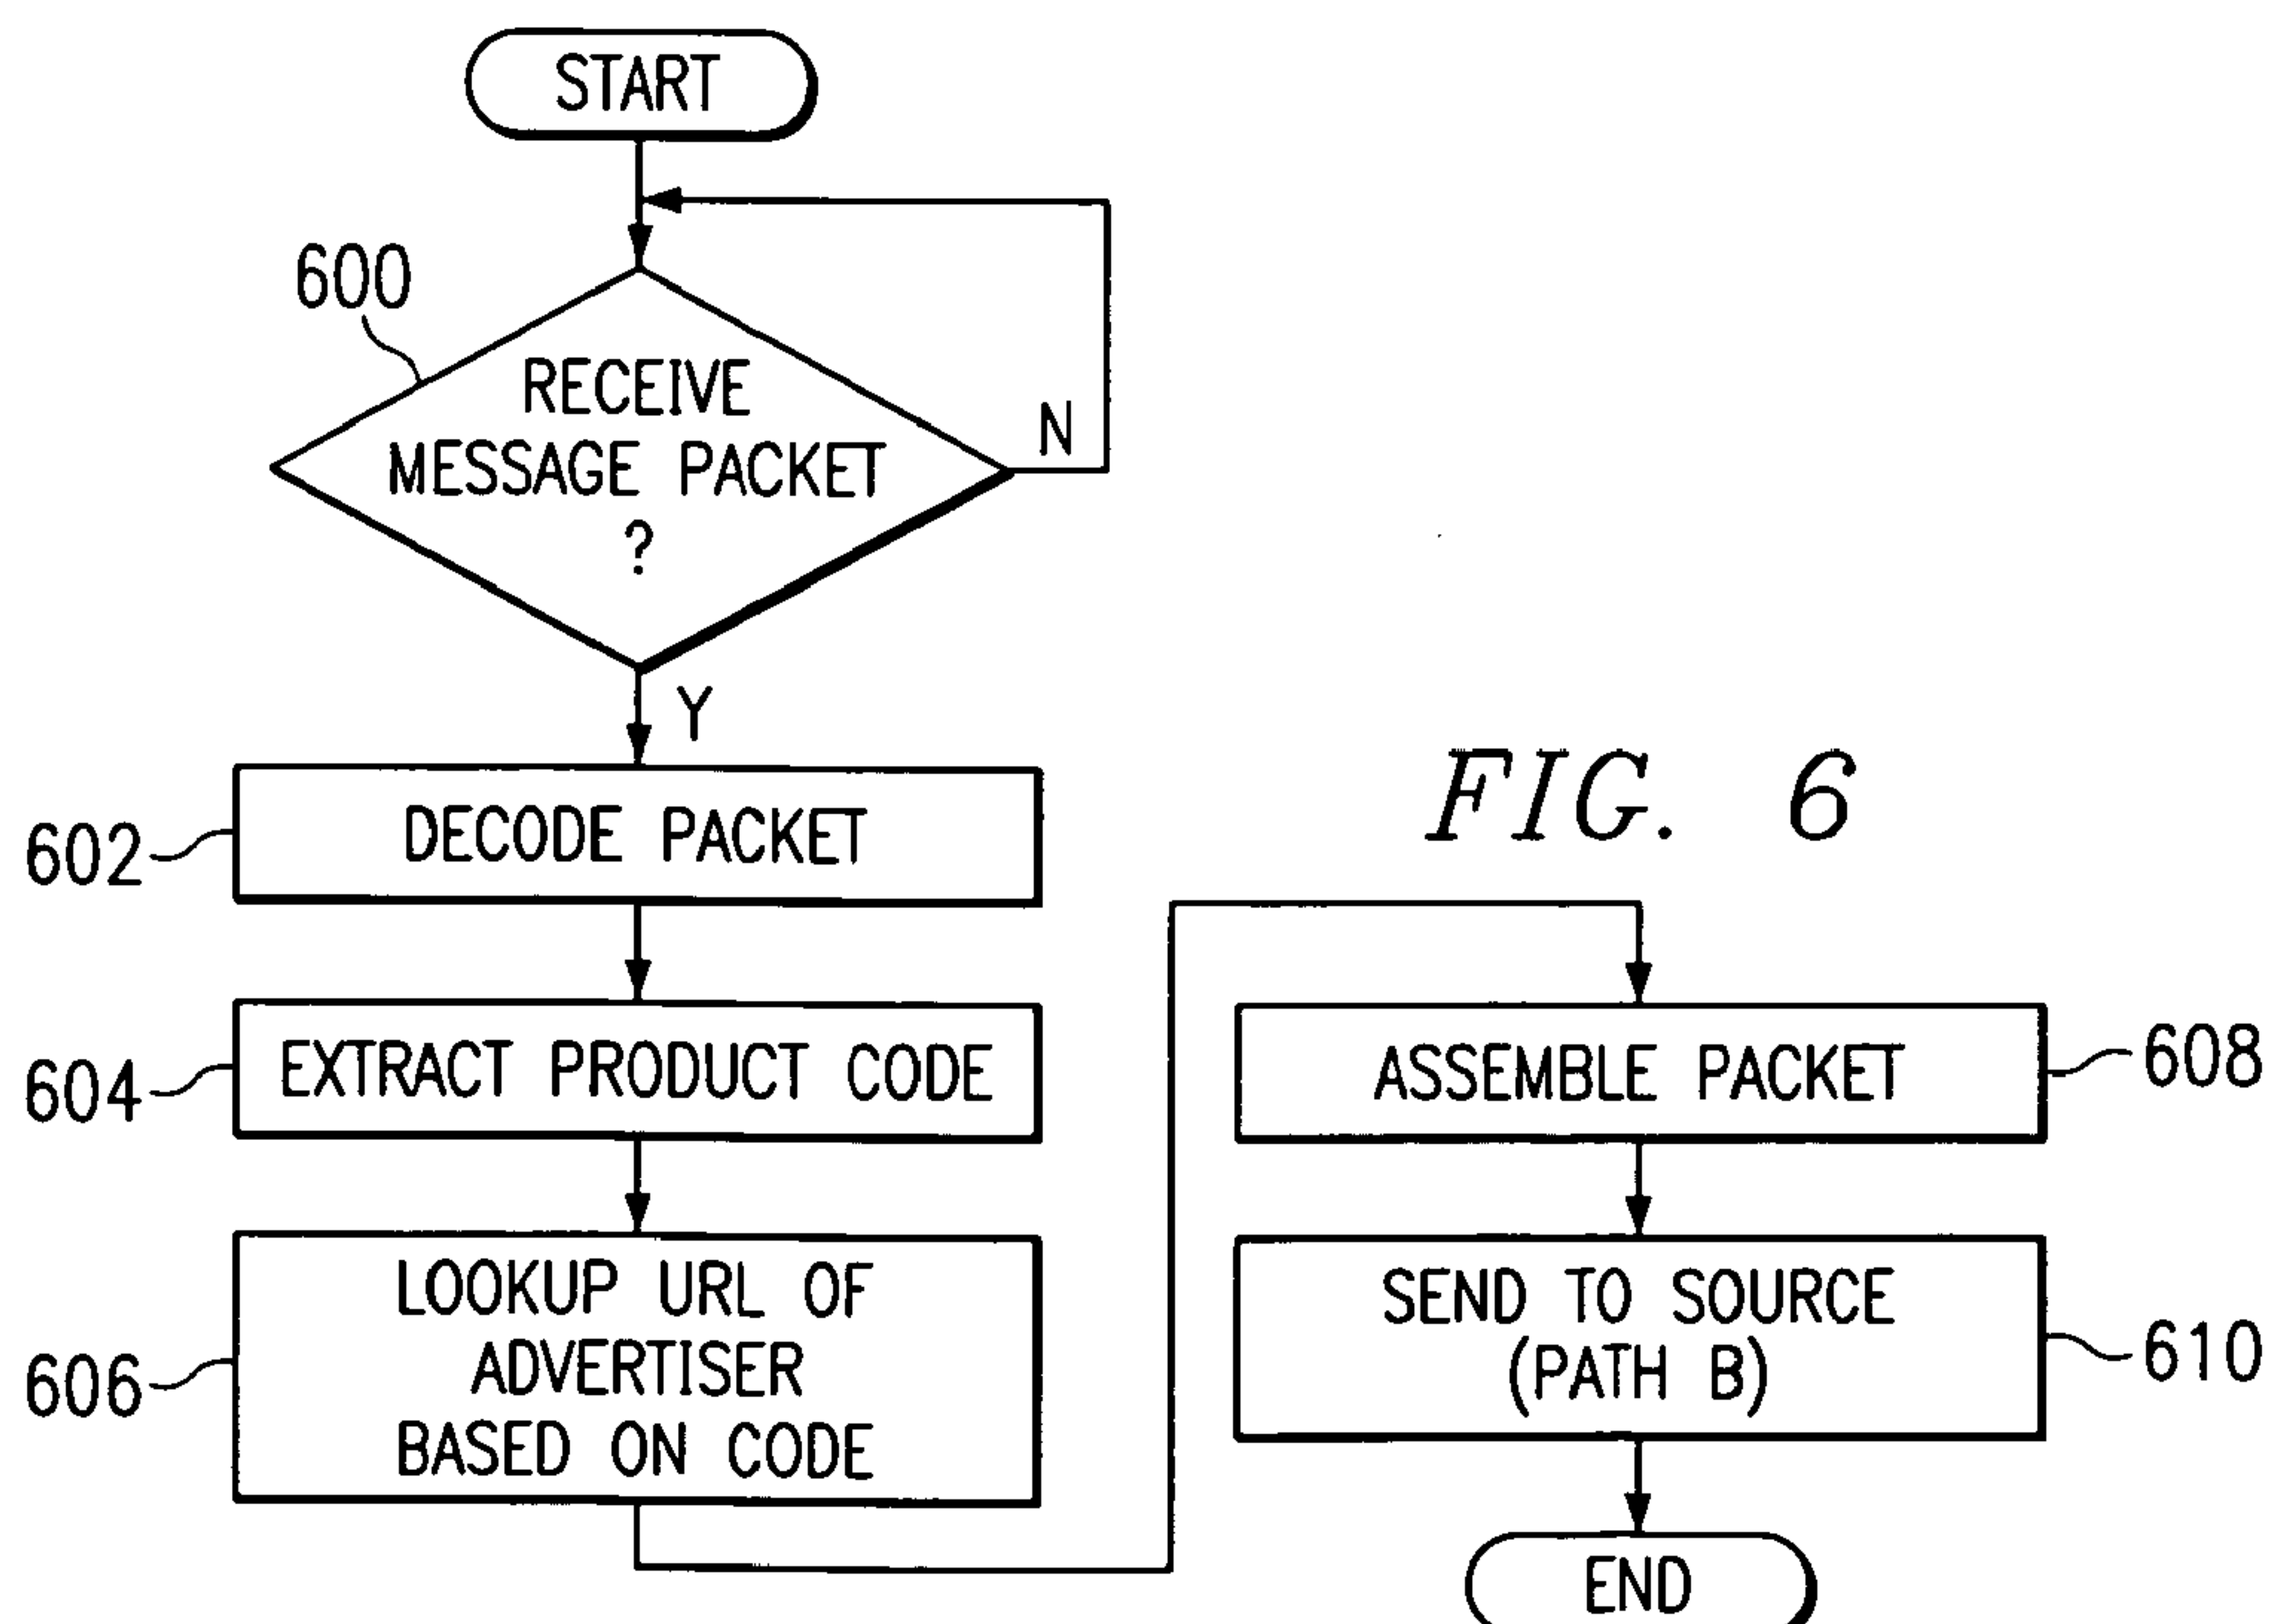 START
600
RECEIVE
MESSAGE PACKET
?
N
Y
602
DECODE PACKET
604
EXTRACT PRODUCT CODE
606
LOOKUP URL OF
ADVERTISER
BASED ON CODE
FIG. 6
ASSEMBLE PACKET
608
SEND TO SOURCE
(PATH B)
610
END